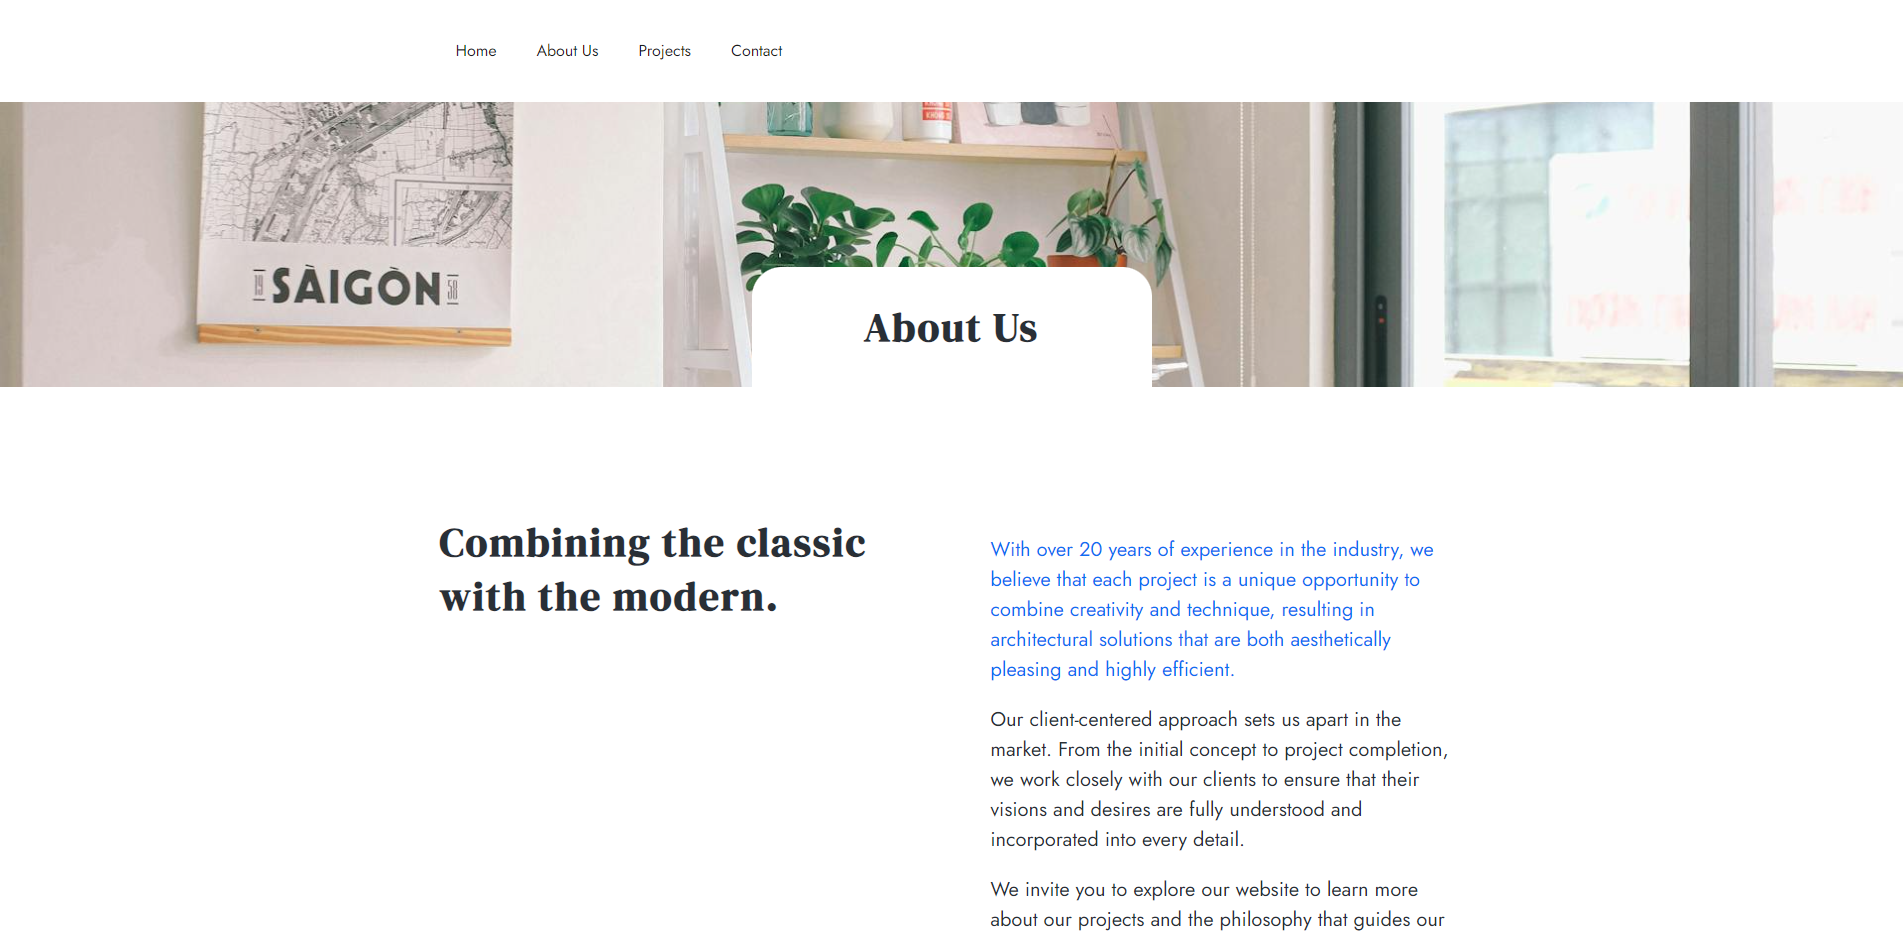 Home About Us Projects Contact
KHÔNG
19 SÀIGÒN 58
About Us
Combining the classic
with the modern.
With over 20 years of experience in the industry, we
believe that each project is a unique opportunity to
combine creativity and technique, resulting in
architectural solutions that are both aesthetically
pleasing and highly efficient.
Our client-centered approach sets us apart in the
market. From the initial concept to project completion,
we work closely with our clients to ensure that their
visions and desires are fully understood and
incorporated into every detail.
We invite you to explore our website to learn more
about our projects and the philosophy that guides our